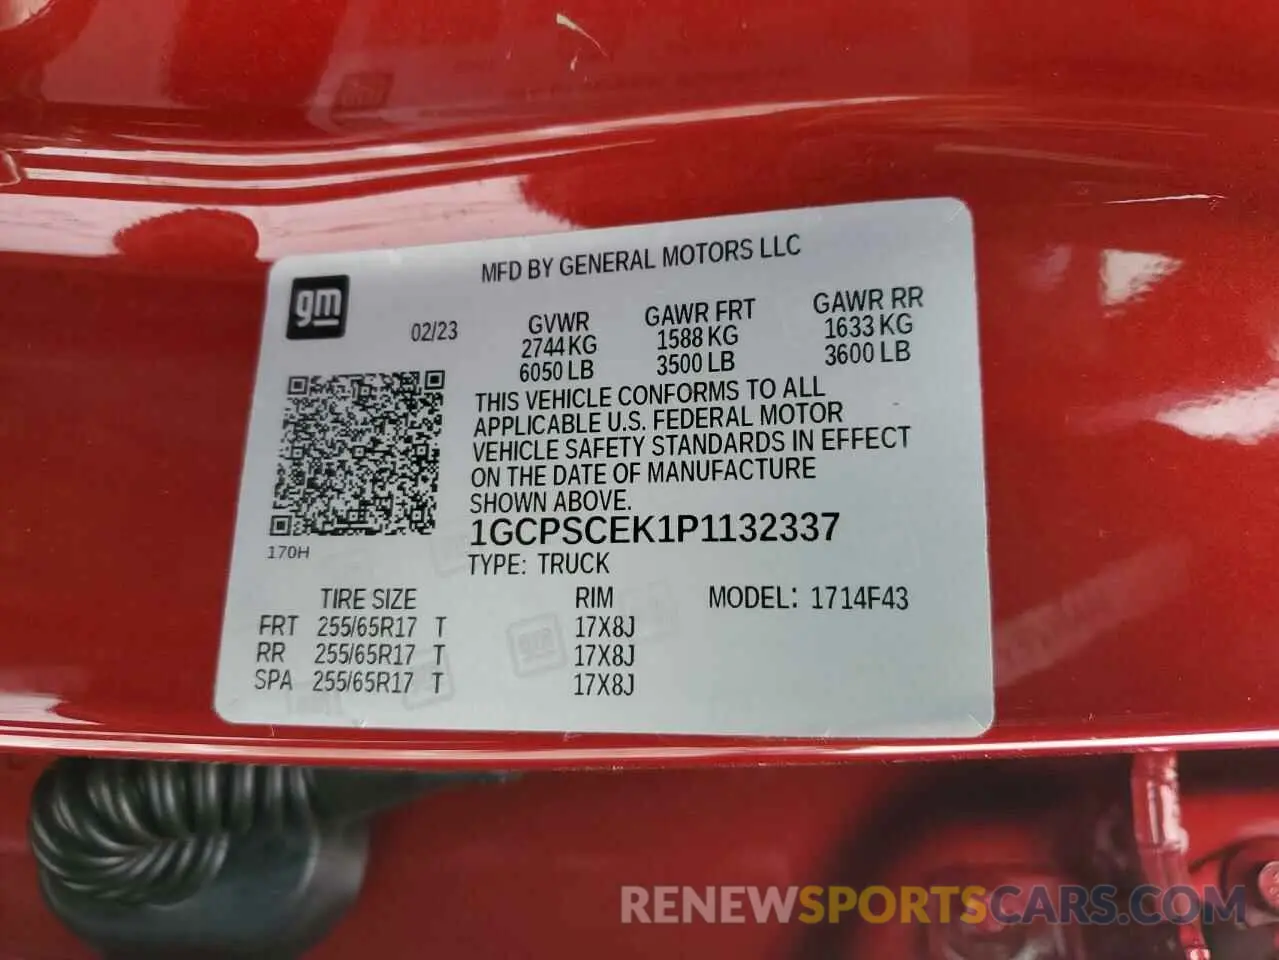 MFD BY GENERAL MOTORS LLC
gm
02/23
GVWR
2744 KG
6050 LB
GAWR FRT
1588 KG
3500 LB
GAWR RR
1633 KG
3600 LB
THIS VEHICLE CONFORMS TO ALL
APPLICABLE U.S. FEDERAL MOTOR
VEHICLE SAFETY STANDARDS IN EFFECT
ON THE DATE OF MANUFACTURE
SHOWN ABOVE.
1GCPSCEK1P1132337
TYPE: TRUCK
170H
TIRE SIZE RIM MODEL: 1714F43
FRT 255/65R17 T 17X8J
RR 255/65R17 T 17X8J
SPA 255/65R17 T 17X8J
gm
RENEWSPORTSCARS.COM